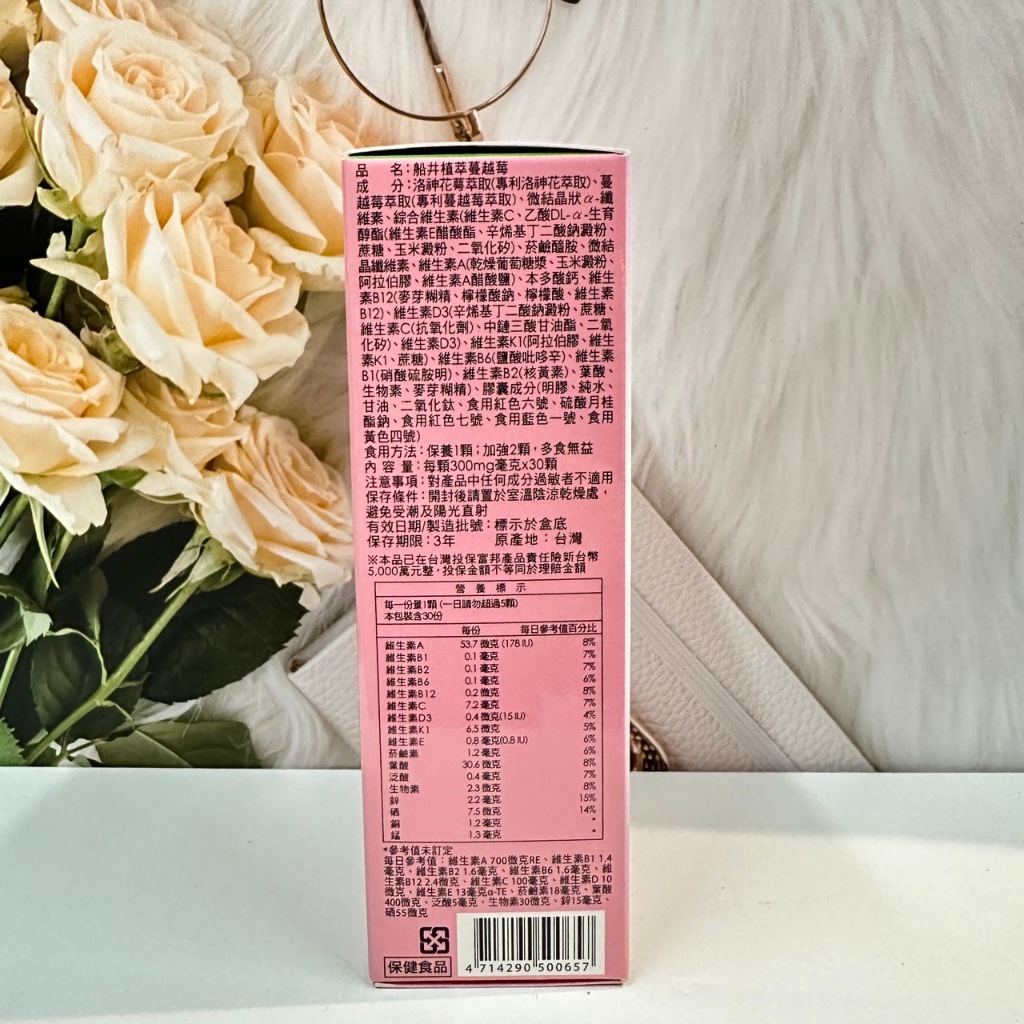 品　名：船井植萃蔓越莓
成　分：洛神花萼萃取(專利洛神花萃取)、蔓
越莓萃取(專利蔓越莓萃取)、微結晶狀α-纖
維素、綜合維生素(維生素C、乙酸DL-α-生育
醇酯(維生素E醋酸酯、辛烯基丁二酸鈉澱粉、
蔗糖、玉米澱粉、二氧化矽)、菸鹼醯胺、微結
晶纖維素、維生素A(乾燥葡萄糖漿、玉米澱粉、
阿拉伯膠、維生素A醋酸鹽)、本多酸鈣、維生
素B12(麥芽糊精、檸檬酸鈉、檸檬酸、維生素
B12)、維生素D3(辛烯基丁二酸鈉澱粉、蔗糖、
維生素C(抗氧化劑)、中鏈三酸甘油酯、二氧
化矽)、維生素D3)、維生素K1(阿拉伯膠、維生
素K1、蔗糖)、維生素B6(鹽酸吡哆辛)、維生素
B1(硝酸硫胺明)、維生素B2(核黃素)、葉酸、
生物素、麥芽糊精)、膠囊成分(明膠、純水、
甘油、二氧化鈦、食用紅色六號、硫酸月桂
酯鈉、食用紅色七號、食用藍色一號、食用
黃色四號)
食用方法：保養1顆；加強2顆，多食無益
內 容 量：每顆300mg毫克x30顆
注意事項：對產品中任何成分過敏者不適用
保存條件：開封後請置於室溫陰涼乾燥處，
避免受潮及陽光直射
有效日期/製造批號：標示於盒底
保存期限：3年　原產地：台灣
※本品已在台灣投保富邦產品責任險新台幣
5,000萬元整，投保金額不等同於理賠金額
營養標示
每一份量1顆 (一日請勿超過5顆)
本包裝含30份
每份 每日參考值百分比
維生素A 53.7 微克 (178 IU) 8%
維生素B1 0.1 毫克 7%
維生素B2 0.1 毫克 7%
維生素B6 0.1 毫克 6%
維生素B12 0.2 微克 8%
維生素C 7.2 毫克 7%
維生素D3 0.4 微克(15 IU) 4%
維生素K1 6.5 微克 5%
維生素E 0.8 毫克(0.8 IU) 6%
菸鹼素 1.2 毫克 6%
葉酸 30.6 微克 8%
泛酸 0.4 毫克 7%
生物素 2.3 微克 8%
鋅 2.2 毫克 15%
硒 7.5 微克 14%
銅 1.2 毫克 *
錳 1.3 毫克 *
*參考值未訂定
每日參考值：維生素A 700微克RE、維生素B1 1.4
毫克、維生素B2 1.6毫克、維生素B6 1.6毫克、維
生素B12 2.4微克、維生素C 100毫克、維生素D 10
微克、維生素E 13毫克α-TE、菸鹼素18毫克、葉酸
400微克、泛酸5毫克、生物素30微克、鋅15毫克、
硒55微克
保健食品
4 714290 500657